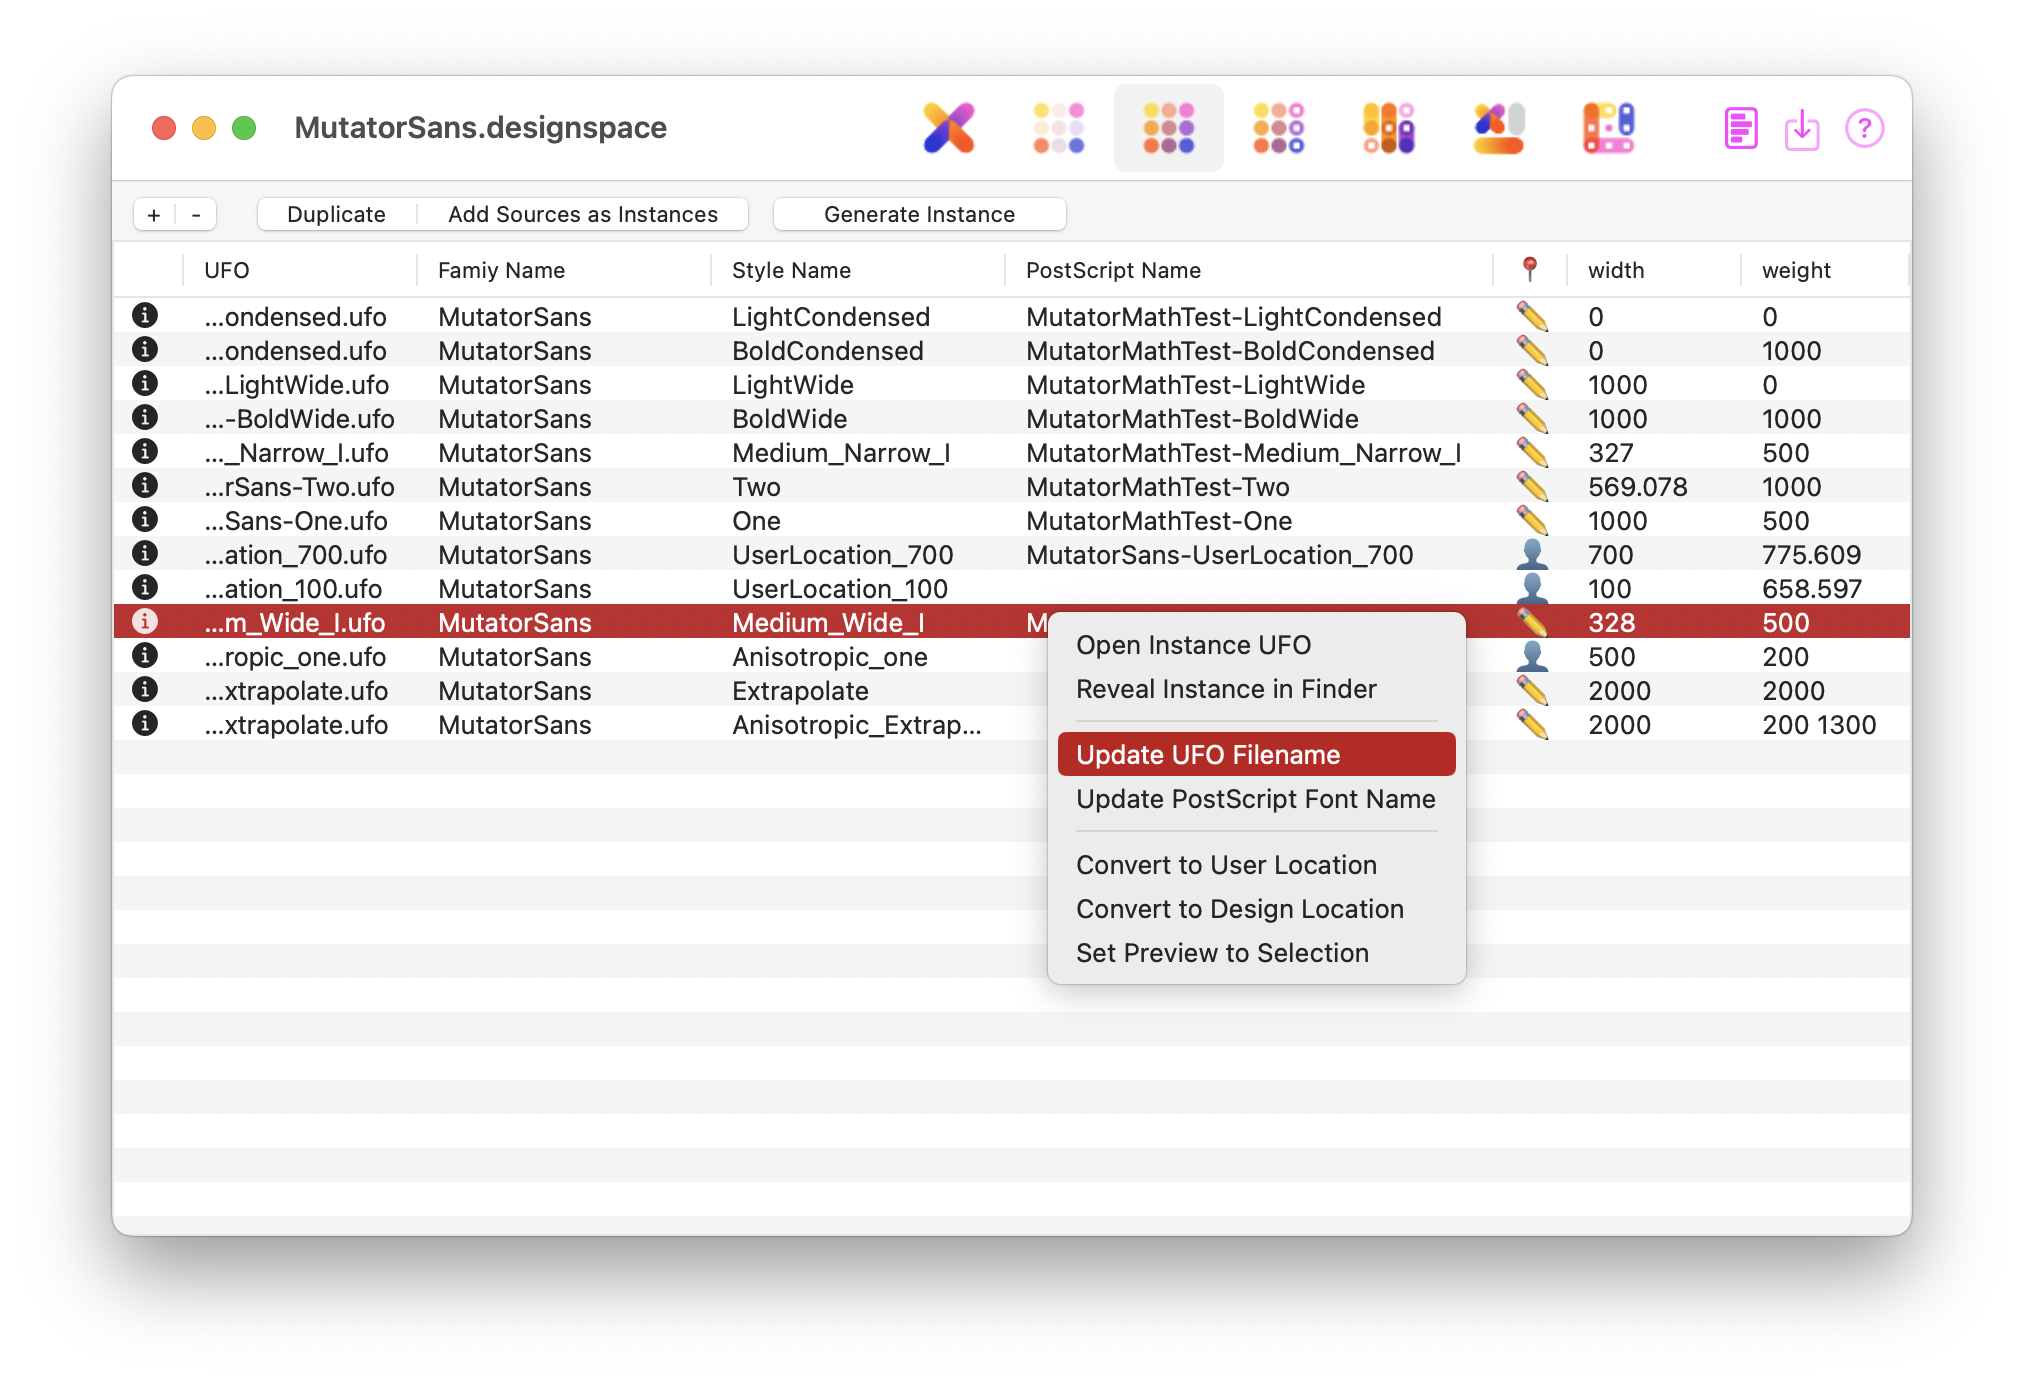 MutatorSans.designspace
?
+ - Duplicate Add Sources as Instances Generate Instance
UFO Famiy Name Style Name PostScript Name width weight
...ondensed.ufo MutatorSans LightCondensed MutatorMathTest-LightCondensed 0 0
...ondensed.ufo MutatorSans BoldCondensed MutatorMathTest-BoldCondensed 0 1000
...LightWide.ufo MutatorSans LightWide MutatorMathTest-LightWide 1000 0
...-BoldWide.ufo MutatorSans BoldWide MutatorMathTest-BoldWide 1000 1000
..._Narrow_I.ufo MutatorSans Medium_Narrow_I MutatorMathTest-Medium_Narrow_I 327 500
...rSans-Two.ufo MutatorSans Two MutatorMathTest-Two 569.078 1000
...Sans-One.ufo MutatorSans One MutatorMathTest-One 1000 500
...ation_700.ufo MutatorSans UserLocation_700 MutatorSans-UserLocation_700 700 775.609
...ation_100.ufo MutatorSans UserLocation_100 100 658.597
...m_Wide_I.ufo MutatorSans Medium_Wide_I M 328 500
...ropic_one.ufo MutatorSans Anisotropic_one 500 200
...xtrapolate.ufo MutatorSans Extrapolate 2000 2000
...xtrapolate.ufo MutatorSans Anisotropic_Extrap... 2000 200 1300
Open Instance UFO
Reveal Instance in Finder
Update UFO Filename
Update PostScript Font Name
Convert to User Location
Convert to Design Location
Set Preview to Selection